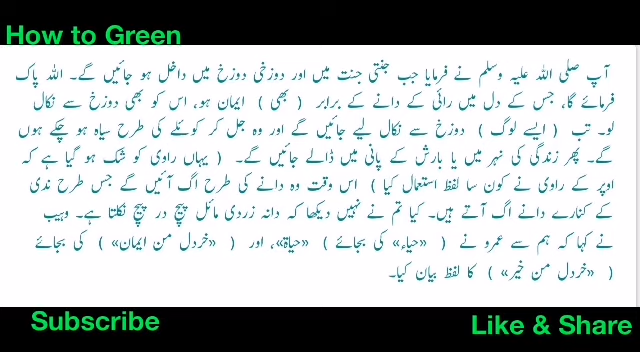 How to Green
آپ صلی اللہ علیہ وسلم نے فرمایا جب جنتی جنت میں اور دوزخی دوزخ میں داخل ہو جائیں گے۔ اللہ پاک
فرمائے گا، جس کے دل میں رائی کے دانے کے برابر ( بھی ) ایمان ہو، اس کو بھی دوزخ سے نکال
لو۔ تب ( ایسے لوگ ) دوزخ سے نکال لیے جائیں گے اور وہ جل کر کوئلے کی طرح سیاہ ہو چکے ہوں
گے۔ پھر زندگی کی نہر میں یا بارش کے پانی میں ڈالے جائیں گے۔ ( یہاں راوی کو شک ہو گیا ہے کہ
اوپر کے راوی نے کون سا لفظ استعمال کیا ) اس وقت وہ دانے کی طرح اگ آئیں گے جس طرح ندی
کے کنارے دانے اگ آتے ہیں۔ کیا تم نے نہیں دیکھا کہ دانہ زردی مائل پیچ در پیچ نکلتا ہے۔ وہیب
نے کہا کہ ہم سے عمرو نے ( «حياء» کی بجائے ) «حياة»، اور ( «خردل من ايمان» ) کی بجائے
( «خردل من خير» ) کا لفظ بیان کیا۔
Subscribe
Like & Share